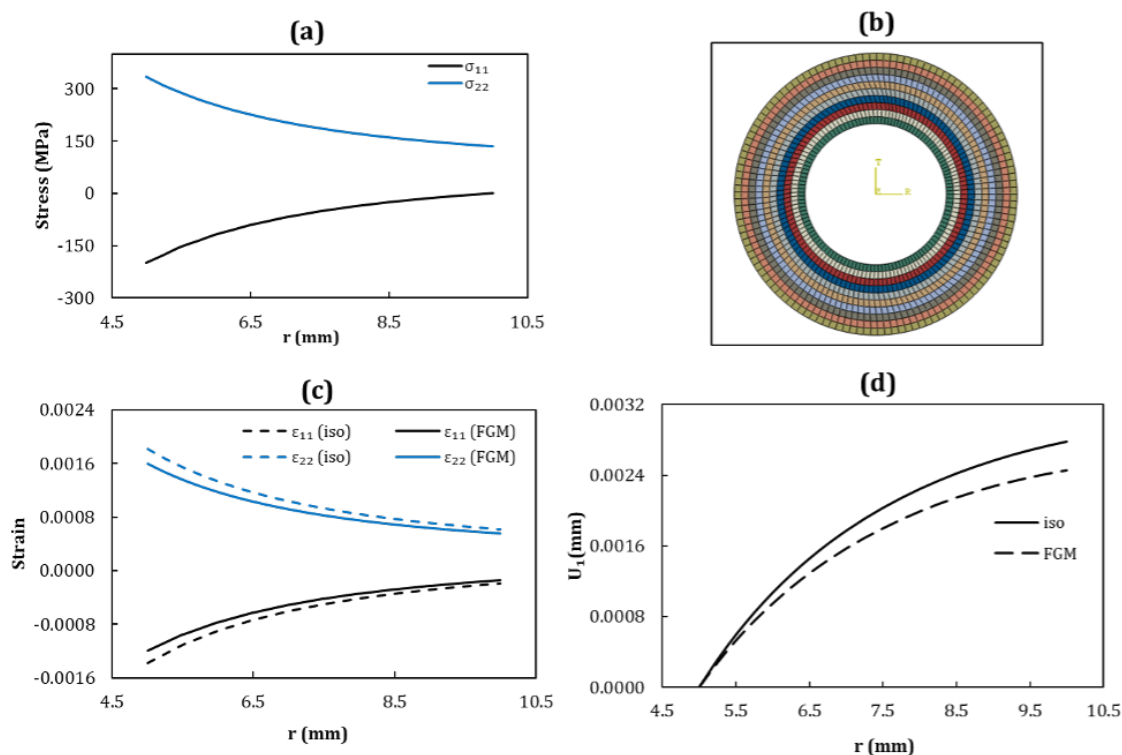 (a)
σ₁₁
σ₂₂
300
150
0
-150
-300
Stress (MPa)
4.5 6.5 8.5 10.5
r (mm)
(b)
T
R
(c)
ε₁₁ (iso) ε₁₁ (FGM)
ε₂₂ (iso) ε₂₂ (FGM)
0.0024
0.0016
0.0008
0.0000
-0.0008
-0.0016
Strain
4.5 6.5 8.5 10.5
r (mm)
(d)
0.0032
0.0024
0.0016
0.0008
0.0000
U₁(mm)
iso
FGM
4.5 5.5 6.5 7.5 8.5 9.5 10.5
r (mm)